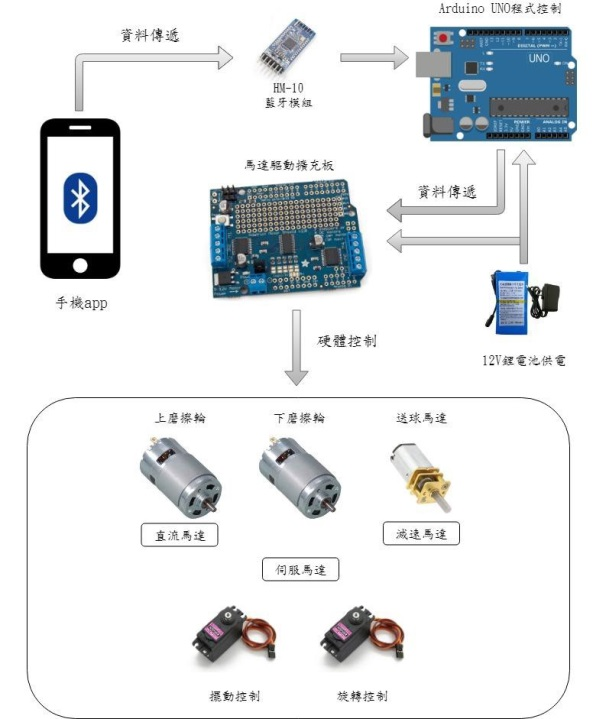 Arduino UNO程式控制
資料傳遞
HM-10
藍牙模組
UNO
馬達驅動擴充板
資料傳遞
手機app
硬體控制
12V鋰電池供電
上磨擦輪
下磨擦輪
送球馬達
直流馬達
減速馬達
伺服馬達
擺動控制
旋轉控制